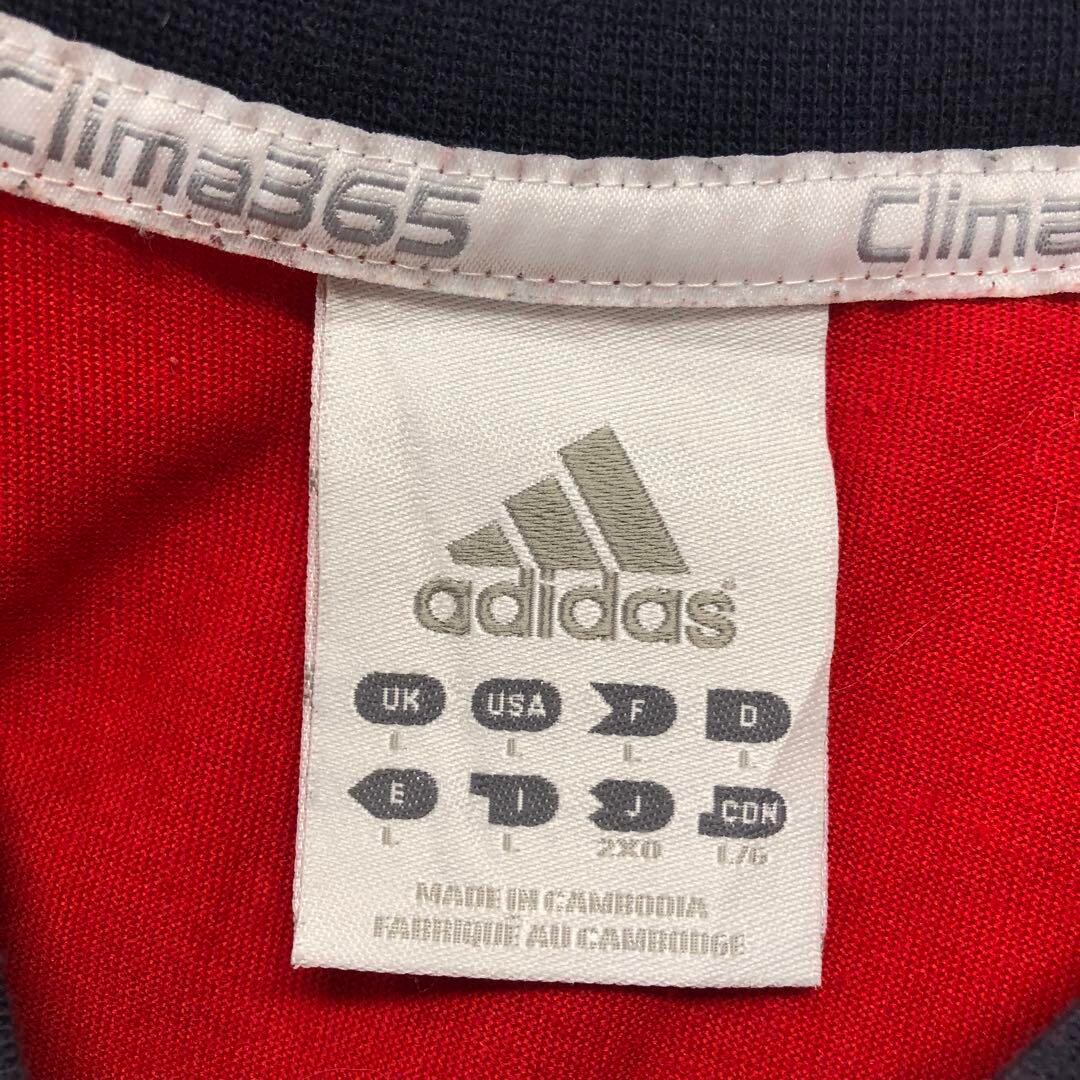 Clima365 Clima
adidas
UK USA F D
L L L L
E I J CDN
L L 2XO L/G
MADE IN CAMBODIA
FABRIQUÉ AU CAMBODGE